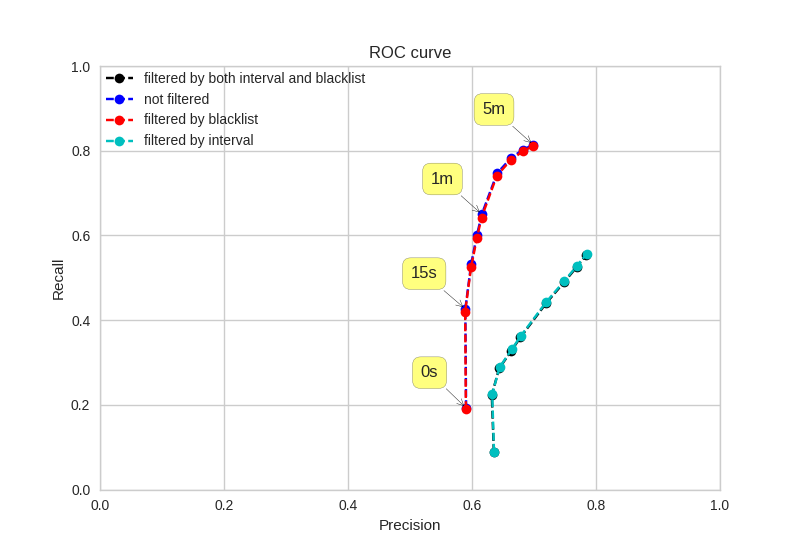 ROC curve
filtered by both interval and blacklist
not filtered
filtered by blacklist
filtered by interval
5m
1m
15s
0s
1.0
0.8
0.6
0.4
0.2
0.0
Recall
0.0 0.2 0.4 0.6 0.8 1.0
Precision